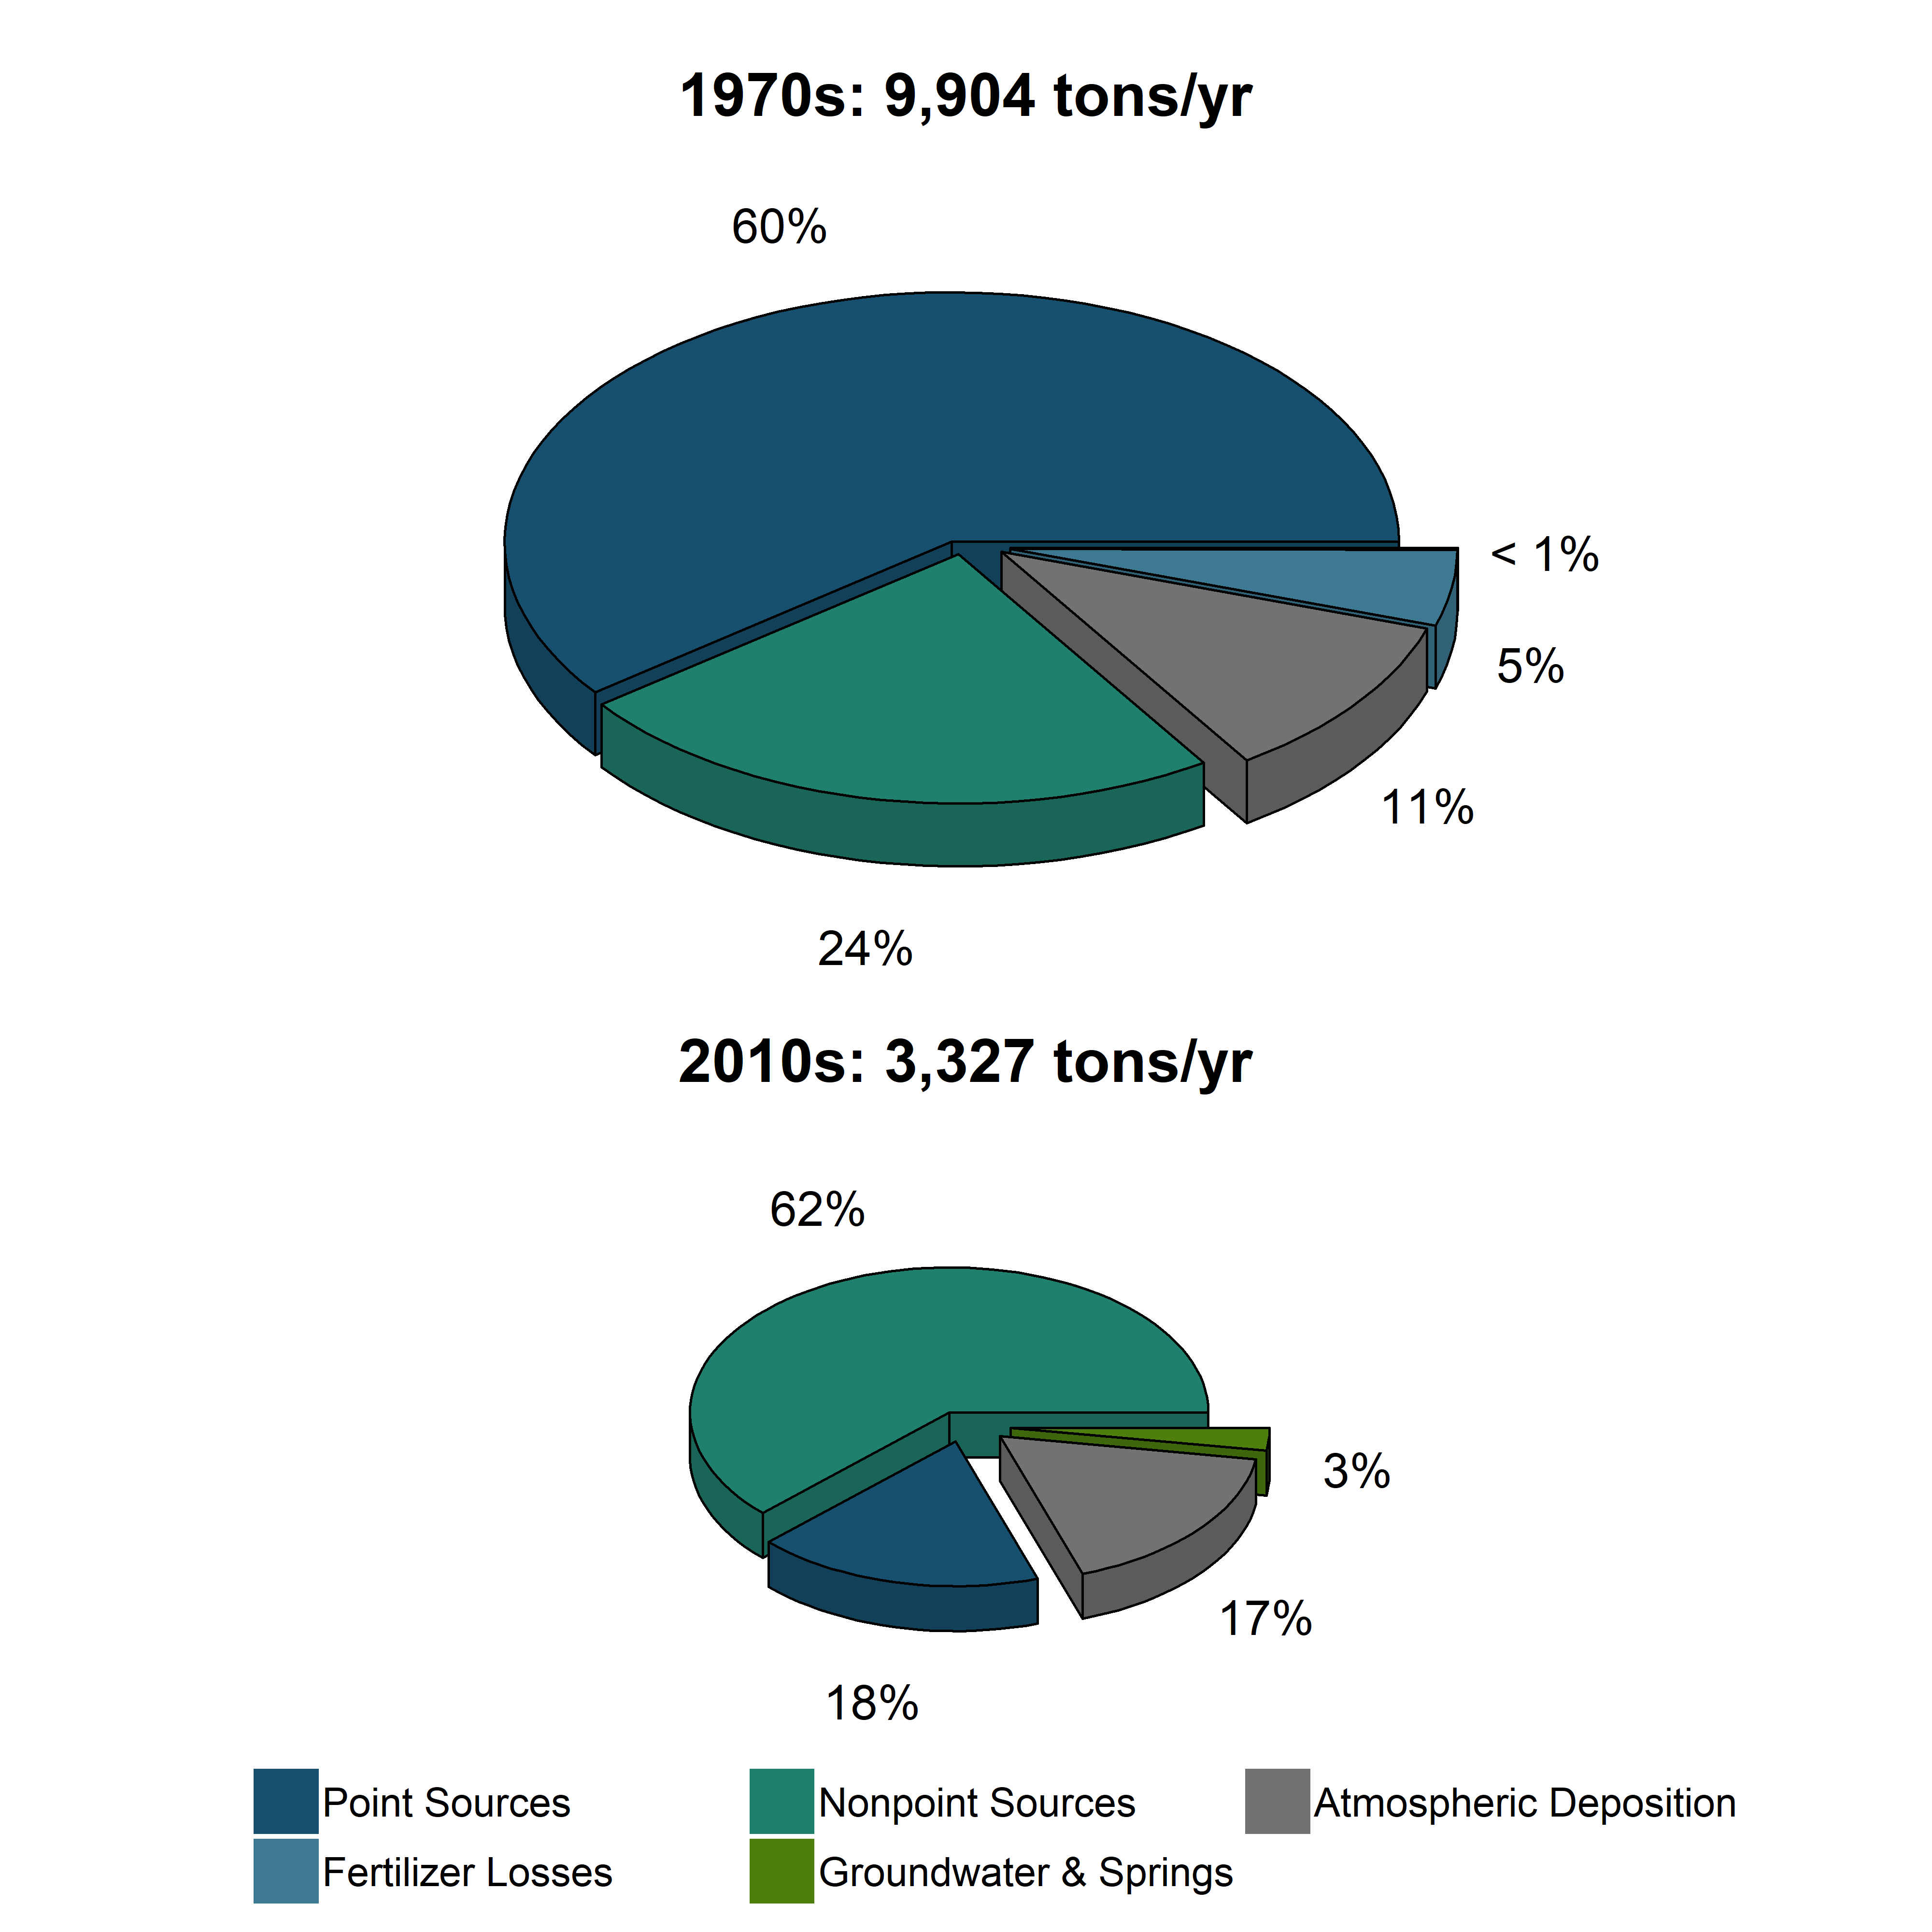 1970s: 9,904 tons/yr
60%
< 1%
5%
11%
24%
2010s: 3,327 tons/yr
62%
3%
17%
18%
Point Sources
Nonpoint Sources
Atmospheric Deposition
Fertilizer Losses
Groundwater & Springs